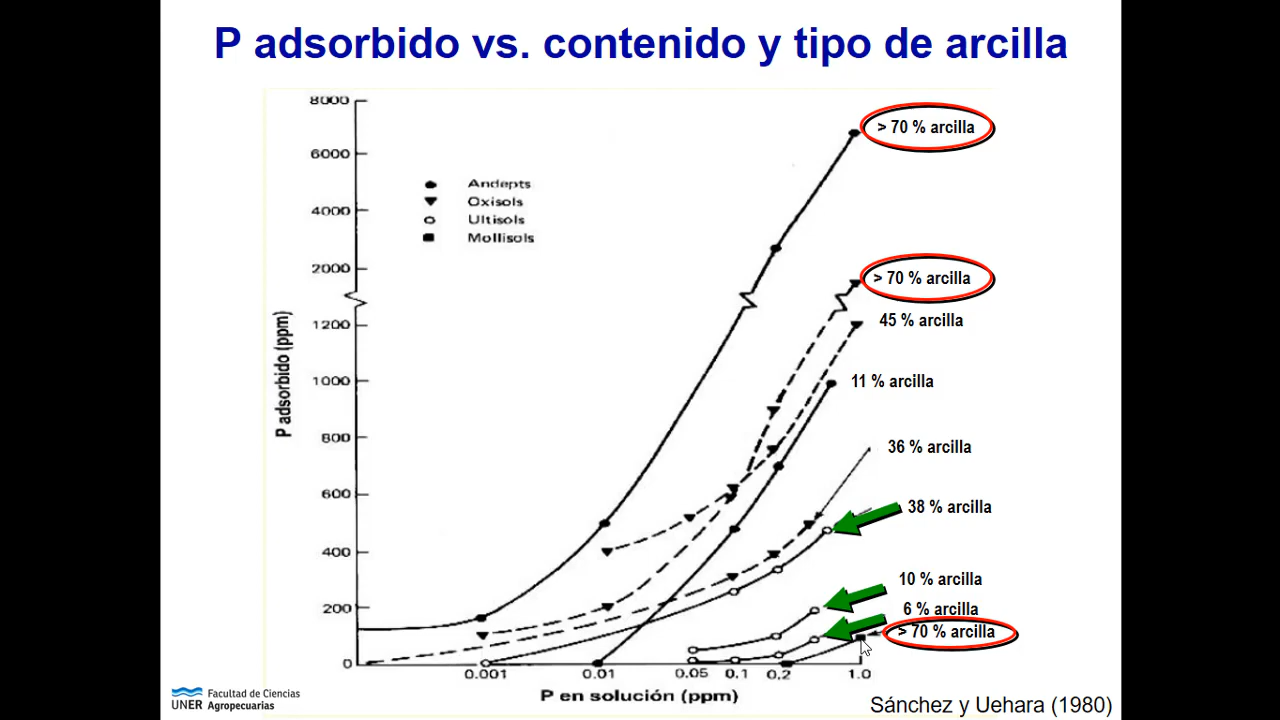 P adsorbido vs. contenido y tipo de arcilla
8000
6000
4000
2000
1200
1000
800
600
400
200
0
P adsorbido (ppm)
Andepts
Oxisols
Ultisols
Mollisols
> 70 % arcilla
> 70 % arcilla
45 % arcilla
11 % arcilla
36 % arcilla
38 % arcilla
10 % arcilla
6 % arcilla
> 70 % arcilla
0.001 0.01 0.05 0.1 0.2 1.0
P en solución (ppm)
Facultad de Ciencias
UNER Agropecuarias
Sánchez y Uehara (1980)